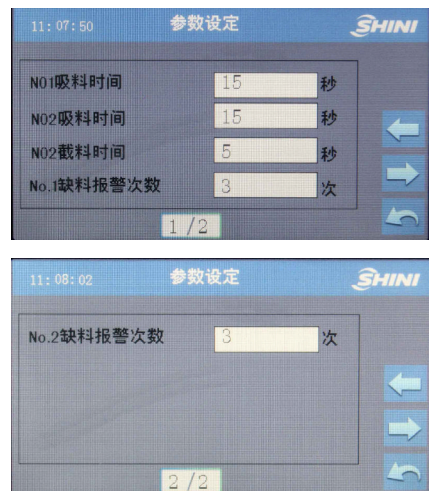 11:07:50 参数设定 SHINI
NO1吸料时间 15 秒
NO2吸料时间 15 秒
NO2截料时间 5 秒
No.1缺料报警次数 3 次
1/2
11:08:02 参数设定 SHINI
No.2缺料报警次数 3 次
2/2